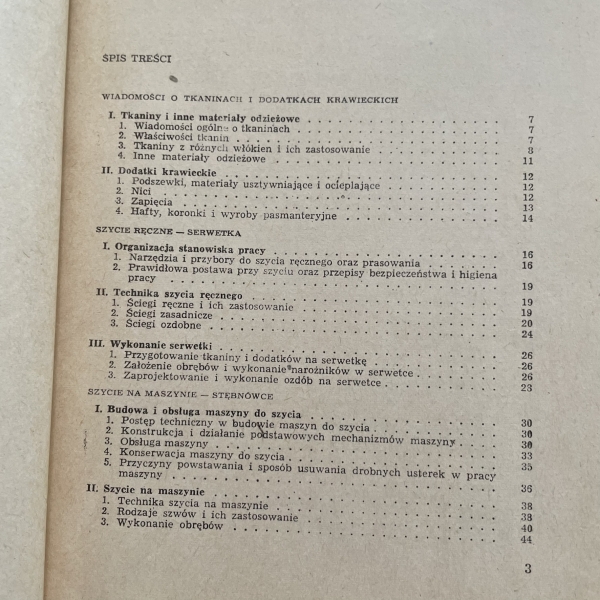 SPIS TREŚCI
WIADOMOŚCI O TKANINACH I DODATKACH KRAWIECKICH
I. Tkaniny i inne materiały odzieżowe . . . 7
1. Wiadomości ogólne o tkaninach . . . 7
2. Właściwości tkanin . . . 7
3. Tkaniny z różnych włókien i ich zastosowanie . . . 8
4. Inne materiały odzieżowe . . . 11
II. Dodatki krawieckie . . . 12
1. Podszewki, materiały usztywniające i ocieplające . . . 12
2. Nici . . . 12
3. Zapięcia . . . 13
4. Hafty, koronki i wyroby pasmanteryjne . . . 14
SZYCIE RĘCZNE — SERWETKA
I. Organizacja stanowiska pracy . . . 16
1. Narzędzia i przybory do szycia ręcznego oraz prasowania . . . 16
2. Prawidłowa postawa przy szyciu oraz przepisy bezpieczeństwa i higiena
pracy . . . 19
II. Technika szycia ręcznego . . . 19
1. Ściegi ręczne i ich zastosowanie . . . 19
2. Ściegi zasadnicze . . . 20
3. Ściegi ozdobne . . . 24
III. Wykonanie serwetki . . . 26
1. Przygotowanie tkaniny i dodatków na serwetkę . . . 26
2. Założenie obrębów i wykonanie narożników w serwetce . . . 26
3. Zaprojektowanie i wykonanie ozdób na serwetce . . . 28
SZYCIE NA MASZYNIE — STĘBNÓWCE
I. Budowa i obsługa maszyny do szycia . . . 30
1. Postęp techniczny w budowie maszyn do szycia . . . 30
2. Konstrukcja i działanie podstawowych mechanizmów maszyny . . . 30
3. Obsługa maszyny . . . 33
4. Konserwacja maszyny do szycia . . . 35
5. Przyczyny powstawania i sposób usuwania drobnych usterek w pracy
maszyny . . . 36
II. Szycie na maszynie . . . 38
1. Technika szycia na maszynie . . . 38
2. Rodzaje szwów i ich zastosowanie . . . 40
3. Wykonanie obrębów . . . 44
3